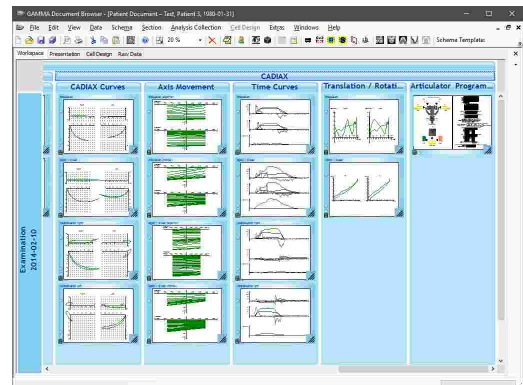 GAMMA Document Browser - [Patient Document - Test, Patient 3, 1980-01-31]
File Edit View Data Schema Section Analysis Collection Cell Design Extras Windows Help
20 % Schema Template:
Workspace Presentation Cell Design Raw Data
CADIAX
CADIAX Curves Axis Movement Time Curves Translation / Rotati... Articulator Program...
Examination
2014-02-10